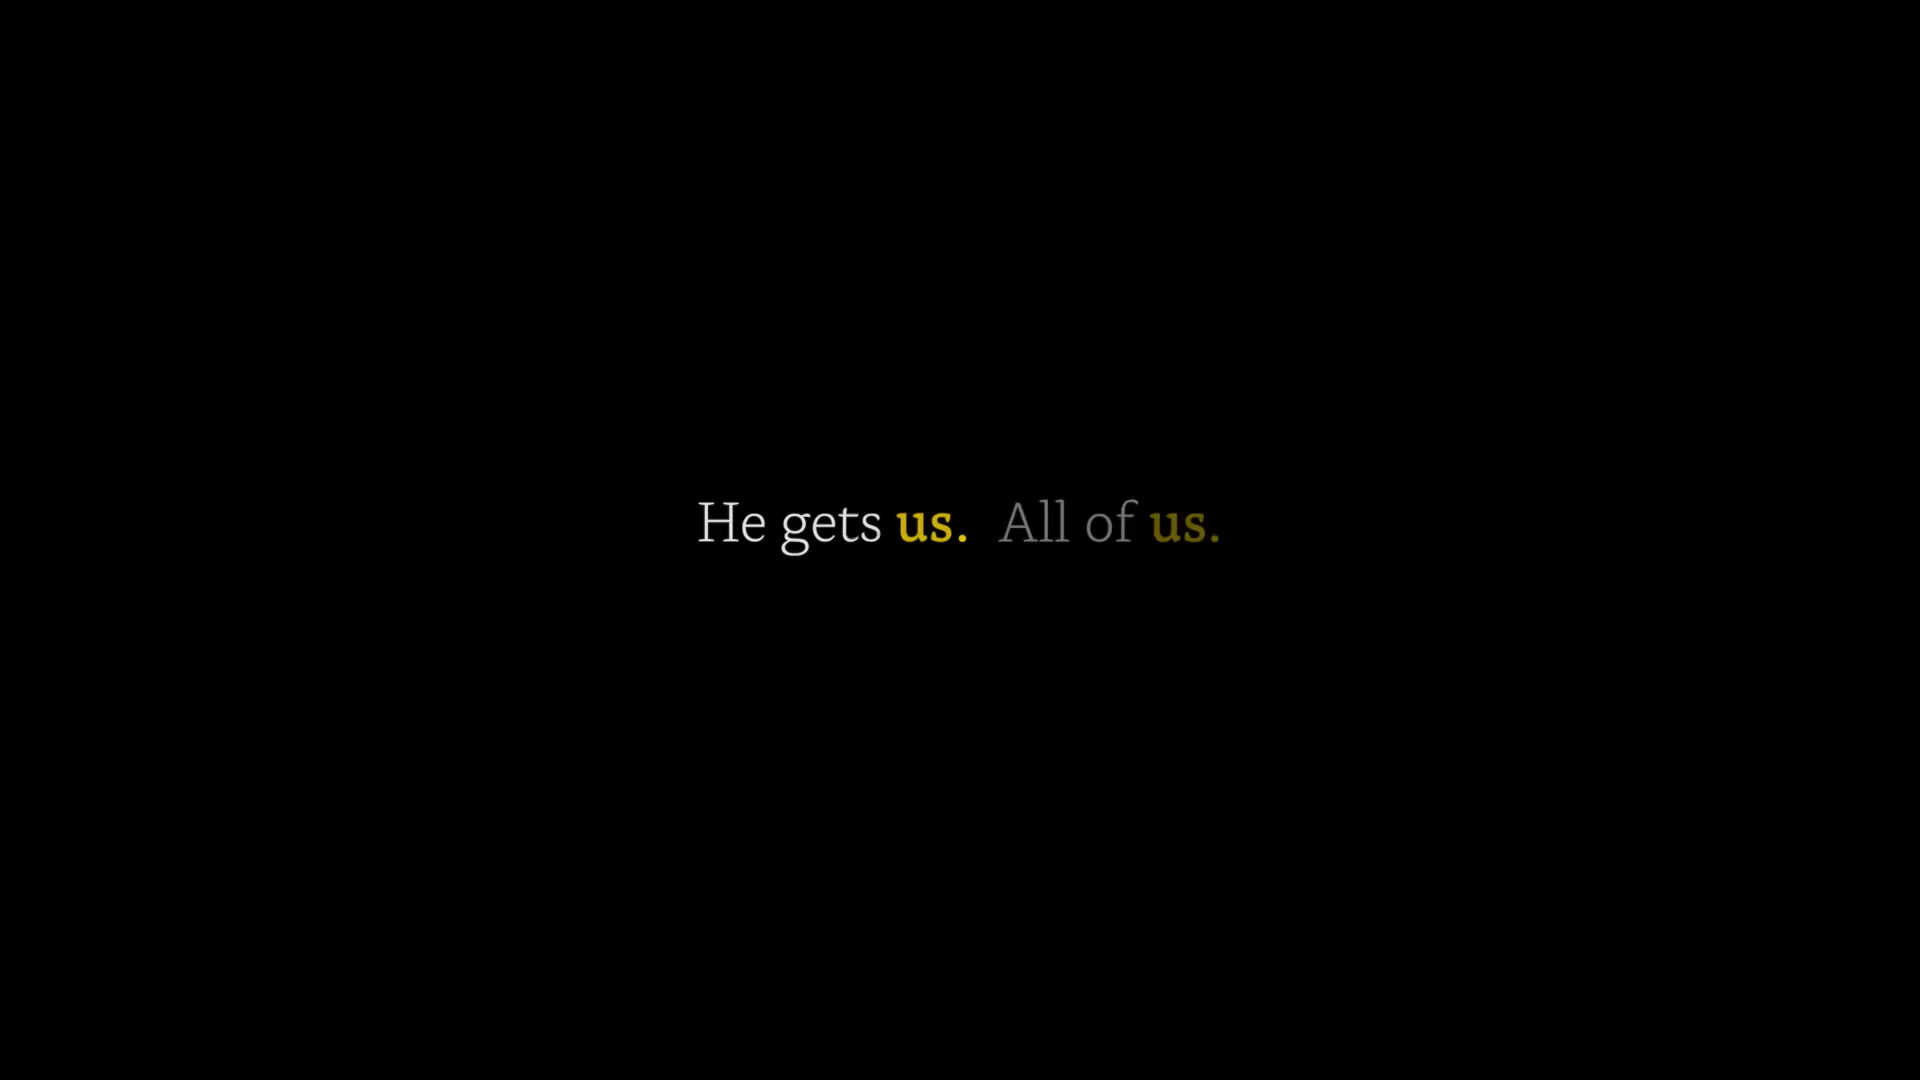 He gets us. All of us.